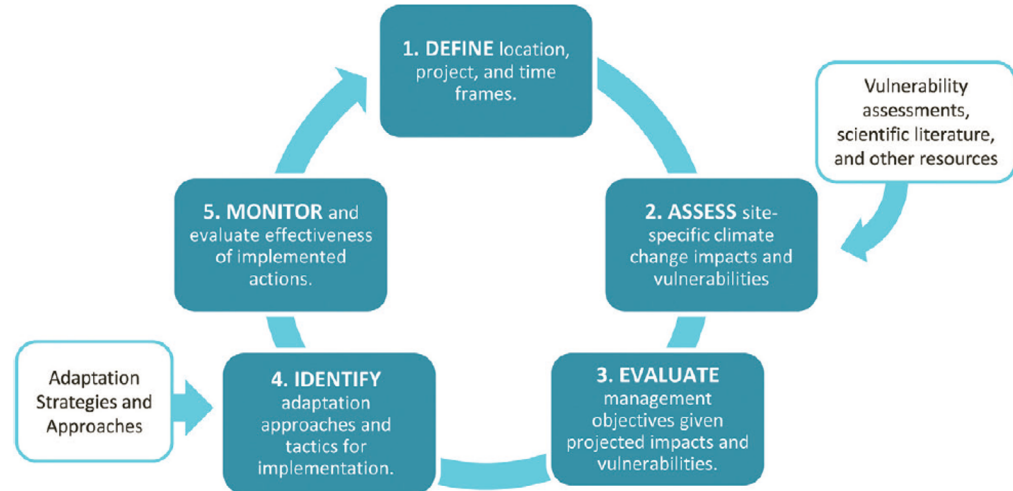 1. DEFINE location,
project, and time
frames.
Vulnerability
assessments,
scientific literature,
and other resources
2. ASSESS site-
specific climate
change impacts and
vulnerabilities
3. EVALUATE
management
objectives given
projected impacts and
vulnerabilities.
4. IDENTIFY
adaptation
approaches and
tactics for
implementation.
Adaptation
Strategies and
Approaches
5. MONITOR and
evaluate effectiveness
of implemented
actions.